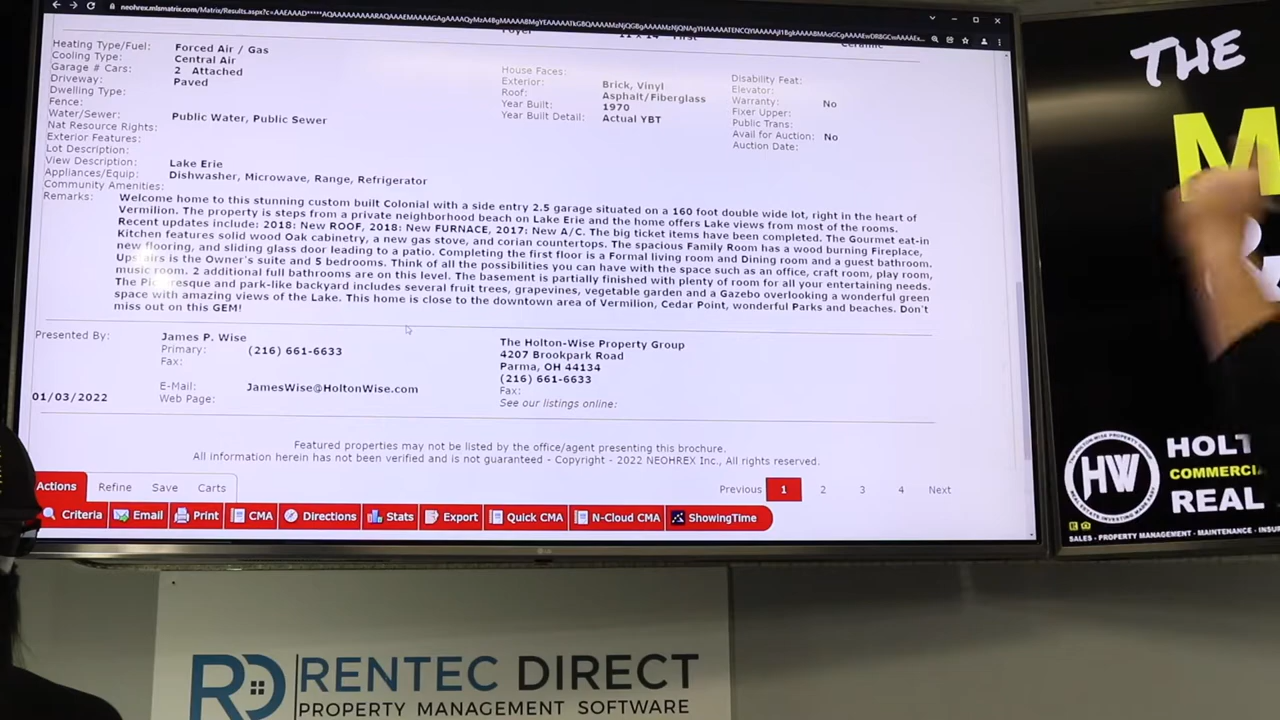 neohrex.mlsmatrix.com/Matrix/Results.aspx?c=
Ceramic
Heating Type/Fuel: Forced Air / Gas
Cooling Type: Central Air
Garage # Cars: 2 Attached
Driveway: Paved
Dwelling Type:
Fence:
Water/Sewer: Public Water, Public Sewer
Nat Resource Rights:
Exterior Features:
Lot Description:
View Description: Lake Erie
Appliances/Equip: Dishwasher, Microwave, Range, Refrigerator
Community Amenities:
House Faces:
Exterior: Brick, Vinyl
Roof: Asphalt/Fiberglass
Year Built: 1970
Year Built Detail: Actual YBT
Disability Feat:
Elevator:
Warranty: No
Fixer Upper:
Public Trans:
Avail for Auction: No
Auction Date:
Remarks: Welcome home to this stunning custom built Colonial with a side entry 2.5 garage situated on a 160 foot double wide lot, right in the heart of
Vermilion. The property is steps from a private neighborhood beach on Lake Erie and the home offers Lake views from most of the rooms.
Recent updates include: 2018: New ROOF, 2018: New FURNACE, 2017: New A/C. The big ticket items have been completed. The Gourmet eat-in
Kitchen features solid wood Oak cabinetry, a new gas stove, and corian countertops. The spacious Family Room has a wood burning Fireplace,
new flooring, and sliding glass door leading to a patio. Completing the first floor is a Formal living room and Dining room and a guest bathroom.
Upstairs is the Owner's suite and 5 bedrooms. Think of all the possibilities you can have with the space such as an office, craft room, play room,
music room. 2 additional full bathrooms are on this level. The basement is partially finished with plenty of room for all your entertaining needs.
The Picturesque and park-like backyard includes several fruit trees, grapevines, vegetable garden and a Gazebo overlooking a wonderful green
space with amazing views of the Lake. This home is close to the downtown area of Vermilion, Cedar Point, wonderful Parks and beaches. Don't
miss out on this GEM!
Presented By: James P. Wise
Primary: (216) 661-6633
Fax:
E-Mail: JamesWise@HoltonWise.com
Web Page:
01/03/2022
The Holton-Wise Property Group
4207 Brookpark Road
Parma, OH 44134
(216) 661-6633
Fax:
See our listings online:
Featured properties may not be listed by the office/agent presenting this brochure.
All information herein has not been verified and is not guaranteed - Copyright - 2022 NEOHREX Inc., All rights reserved.
Actions Refine Save Carts
Previous 1 2 3 4 Next
Criteria Email Print CMA Directions Stats Export Quick CMA N-Cloud CMA ShowingTime
THE
M
&
HW
HOLT
COMMERCI
REAL
SALES - PROPERTY MANAGEMENT - MAINTENANCE - INSU
RD RENTEC DIRECT
PROPERTY MANAGEMENT SOFTWARE